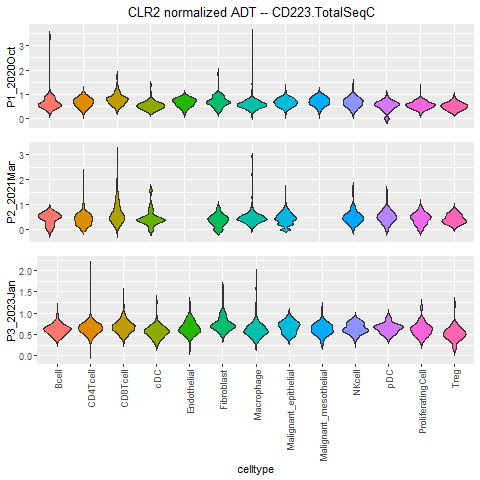 CLR2 normalized ADT -- CD223.TotalSeqC
P1_2020Oct
3
2
1
0
P2_2021Mar
3
2
1
0
P3_2023Jan
2.0
1.5
1.0
0.5
0.0
Bcell
CD4Tcell
CD8Tcell
cDC
Endothelial
Fibroblast
Macrophage
Malignant_epithelial
Malignant_mesothelial
NKcell
pDC
ProliferatingCell
Treg
celltype